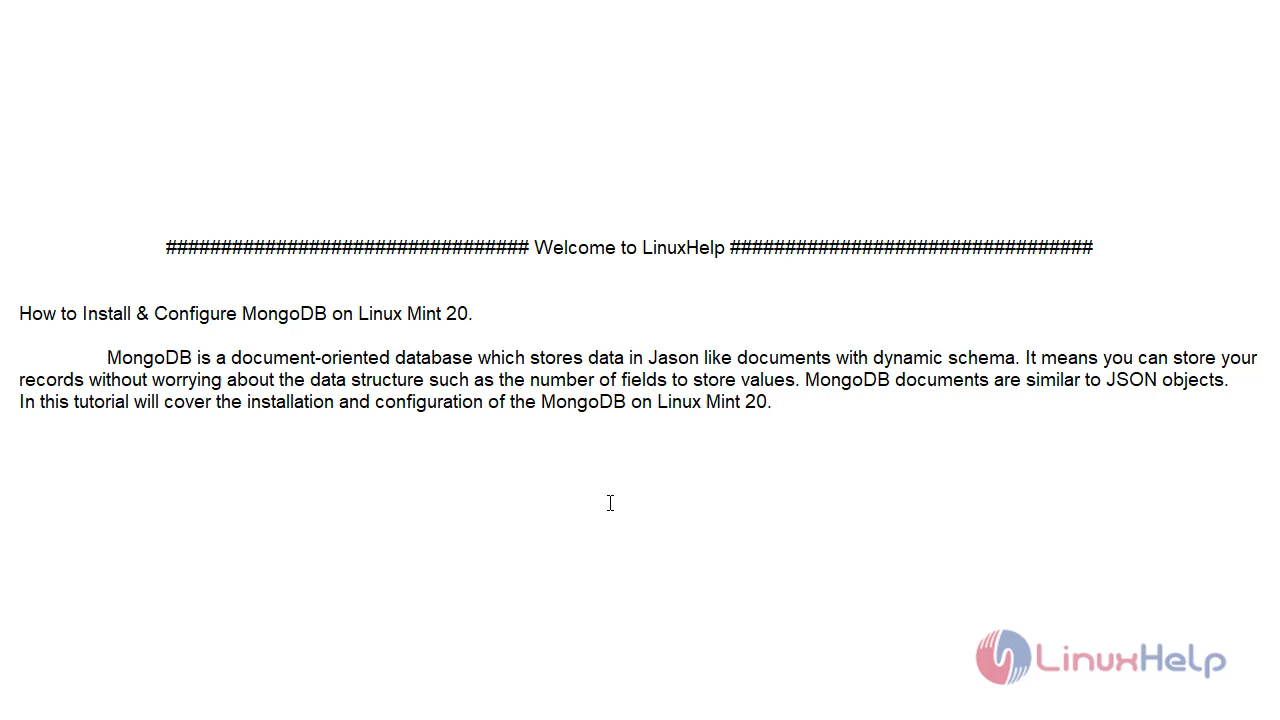 ################################# Welcome to LinuxHelp #################################
How to Install & Configure MongoDB on Linux Mint 20.
MongoDB is a document-oriented database which stores data in Jason like documents with dynamic schema. It means you can store your
records without worrying about the data structure such as the number of fields to store values. MongoDB documents are similar to JSON objects.
In this tutorial will cover the installation and configuration of the MongoDB on Linux Mint 20.
LinuxHelp